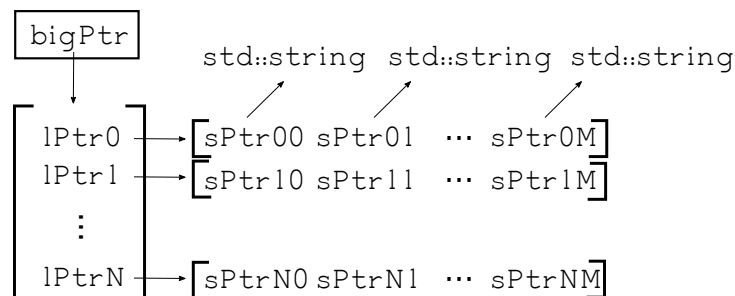 bigPtr
std::string std::string std::string
lPtr0 sPtr00 sPtr01 ... sPtr0M
lPtr1 sPtr10 sPtr11 ... sPtr1M
⋮
lPtrN sPtrN0 sPtrN1 ... sPtrNM